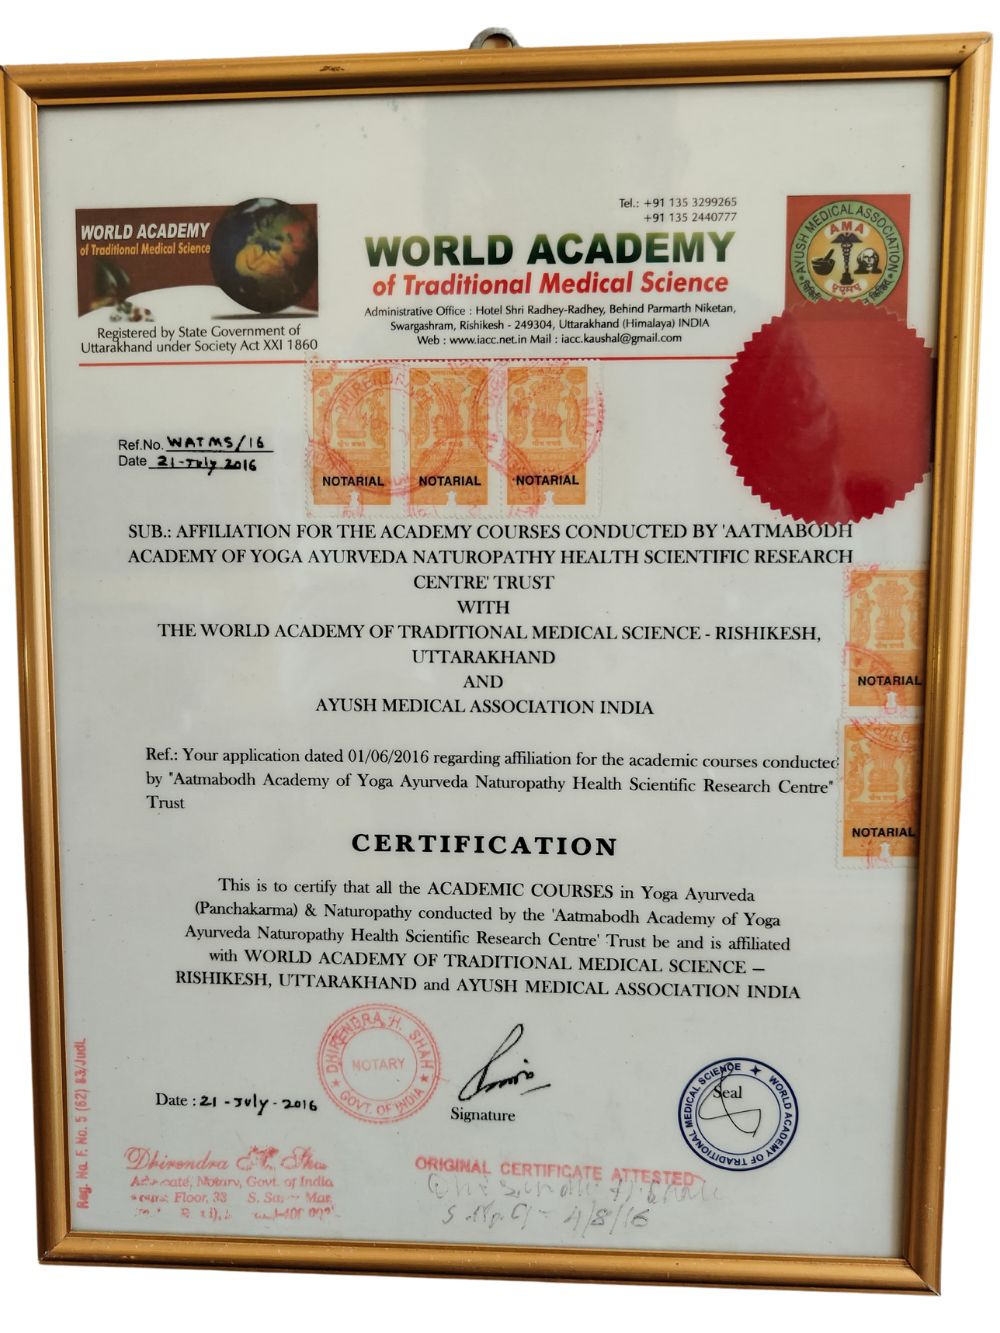 WORLD ACADEMY
of Traditional Medical Science
Registered by State Government of
Uttarakhand under Society Act XXI 1860
Tel.: +91 135 3299265
+91 135 2440777
WORLD ACADEMY
of Traditional Medical Science
Administrative Office : Hotel Shri Radhey-Radhey, Behind Parmarth Niketan,
Swargashram, Rishikesh - 249304, Uttarakhand (Himalaya) INDIA
Web : www.iacc.net.in Mail : iacc.kaushal@gmail.com
AYUSH MEDICAL ASSOCIATION
AMA
Ref.No. WATMS/16
Date 21-July 2016
NOTARIAL
NOTARIAL
NOTARIAL
SUB.: AFFILIATION FOR THE ACADEMY COURSES CONDUCTED BY 'AATMABODH
ACADEMY OF YOGA AYURVEDA NATUROPATHY HEALTH SCIENTIFIC RESEARCH
CENTRE' TRUST
WITH
THE WORLD ACADEMY OF TRADITIONAL MEDICAL SCIENCE - RISHIKESH,
UTTARAKHAND
AND
AYUSH MEDICAL ASSOCIATION INDIA
NOTARIAL
NOTARIAL
Ref.: Your application dated 01/06/2016 regarding affiliation for the academic courses conducted
by "Aatmabodh Academy of Yoga Ayurveda Naturopathy Health Scientific Research Centre"
Trust
CERTIFICATION
This is to certify that all the ACADEMIC COURSES in Yoga Ayurveda
(Panchakarma) & Naturopathy conducted by the 'Aatmabodh Academy of Yoga
Ayurveda Naturopathy Health Scientific Research Centre' Trust be and is affiliated
with WORLD ACADEMY OF TRADITIONAL MEDICAL SCIENCE –
RISHIKESH, UTTARAKHAND and AYUSH MEDICAL ASSOCIATION INDIA
DHIRENDRA H. SHAH
NOTARY
GOVT. OF INDIA
Date : 21-July-2016
Signature
Seal
WORLD ACADEMY OF TRADITIONAL MEDICAL SCIENCE
Reg. No. F. No. 5 (62) 83/Judl.
Dhirendra H. Shah
Advocate, Notary, Govt. of India
Floor, 33
ORIGINAL CERTIFICATE ATTESTED
4/8/16